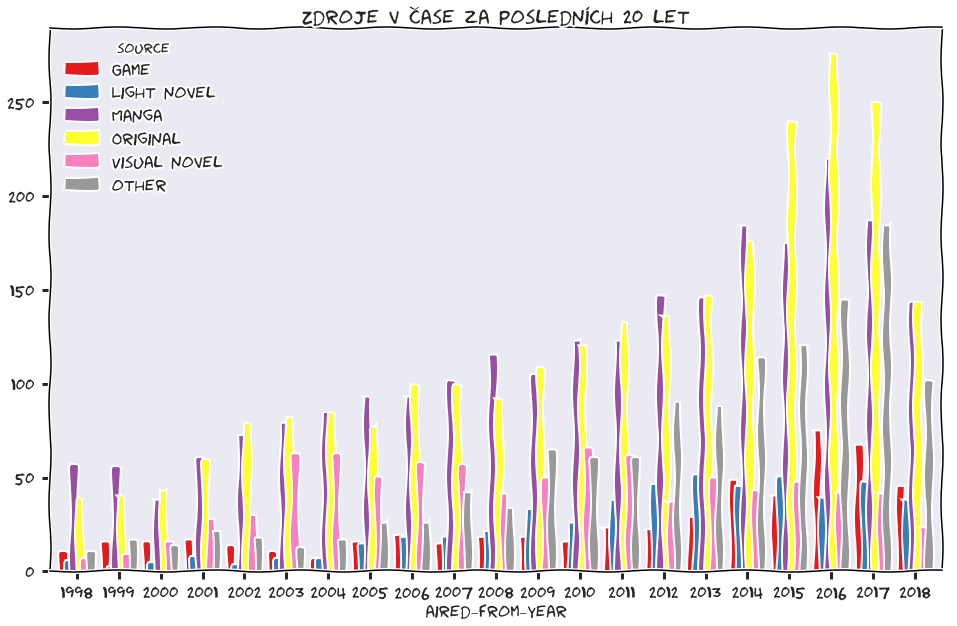 ZDROJE V ČASE ZA POSLEDNÍCH 20 LET
SOURCE
GAME
LIGHT NOVEL
MANGA
ORIGINAL
VISUAL NOVEL
OTHER
250
200
150
100
50
0
1998 1999 2000 2001 2002 2003 2004 2005 2006 2007 2008 2009 2010 2011 2012 2013 2014 2015 2016 2017 2018
AIRED-FROM-YEAR